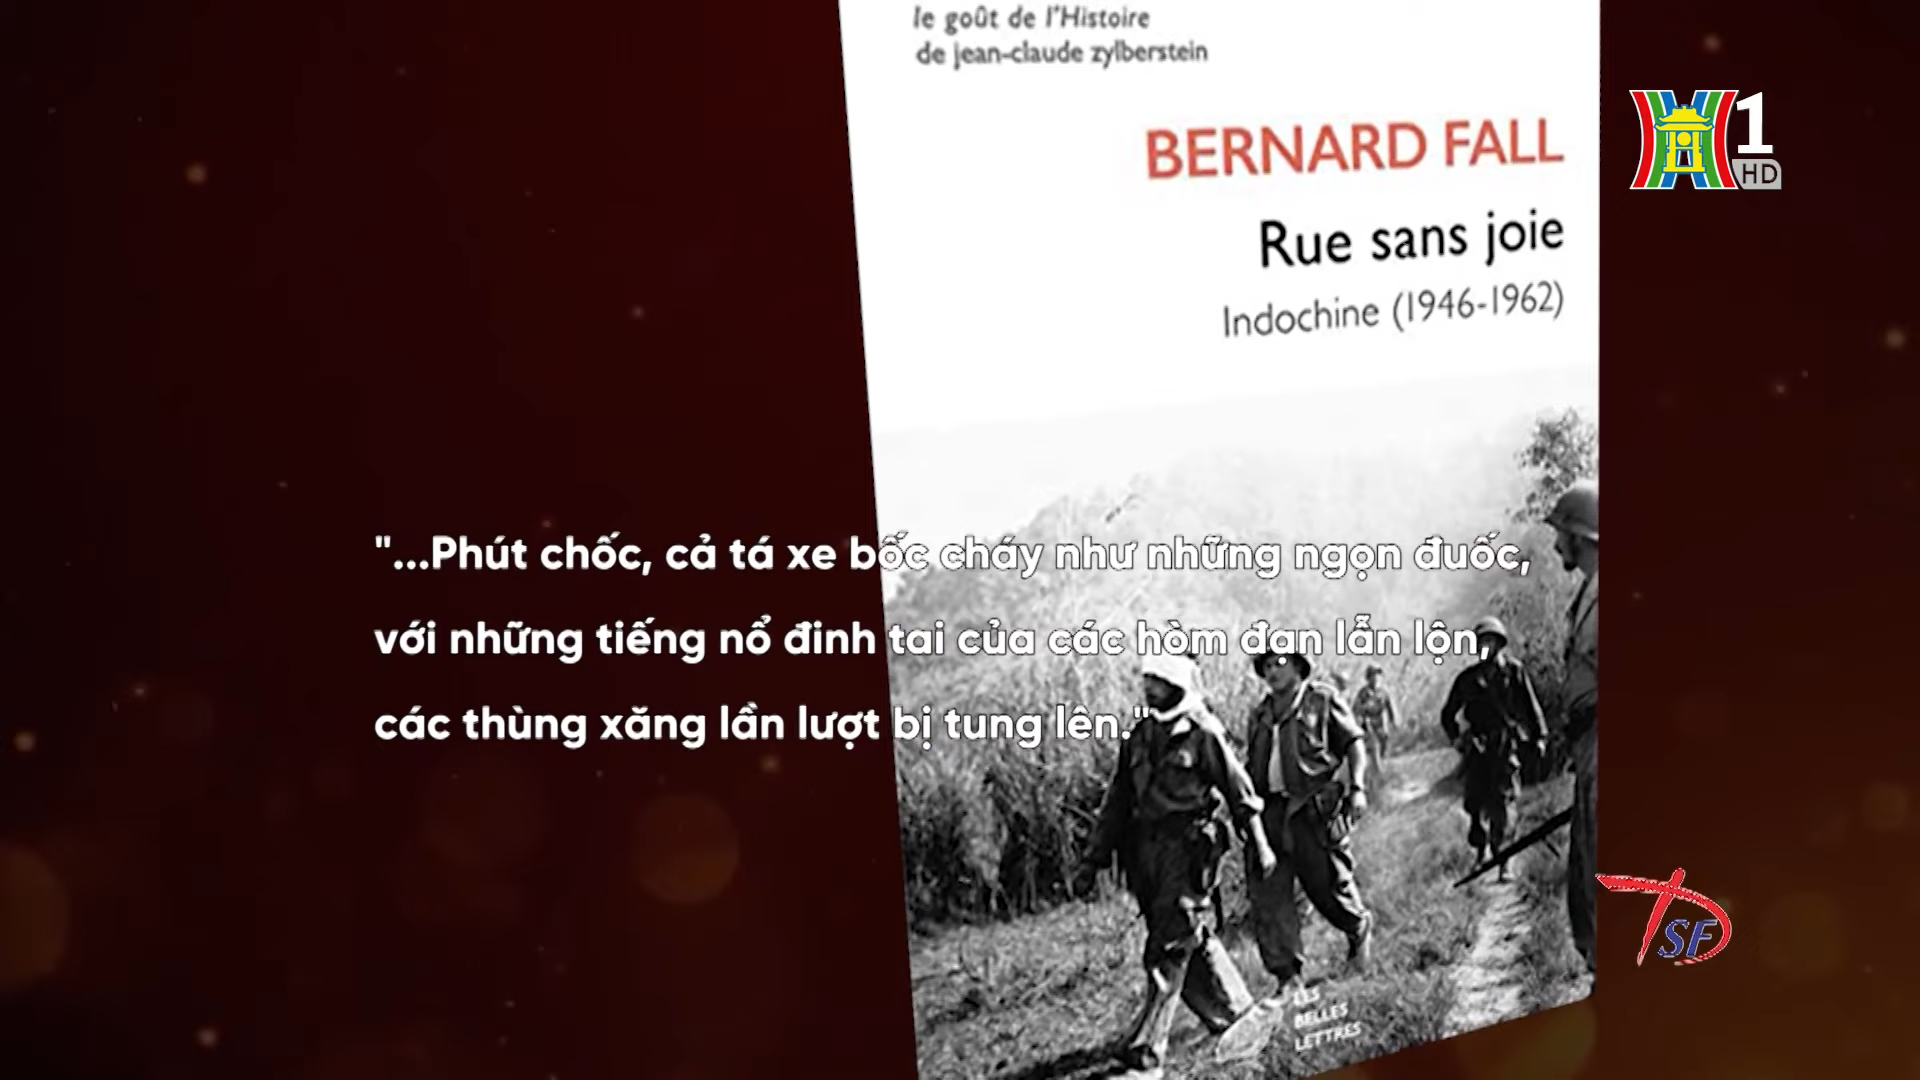 le goût de l'Histoire
de jean-claude zylberstein
BERNARD FALL
Rue sans joie
Indochine (1946-1962)
"...Phút chốc, cả tá xe bốc cháy như những ngọn đuốc,
với những tiếng nổ đinh tai của các hòm đạn lẫn lộn,
các thùng xăng lần lượt bị tung lên."
LES
BELLES
LETTRES
H1
HD
TSF